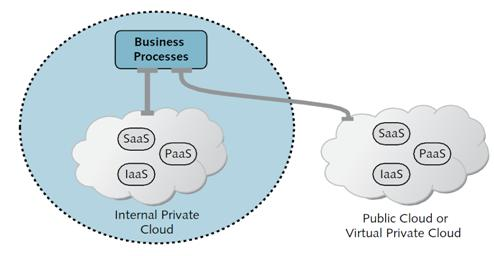 Business
Processes
SaaS
PaaS
IaaS
Internal Private
Cloud
SaaS
PaaS
IaaS
Public Cloud or
Virtual Private Cloud